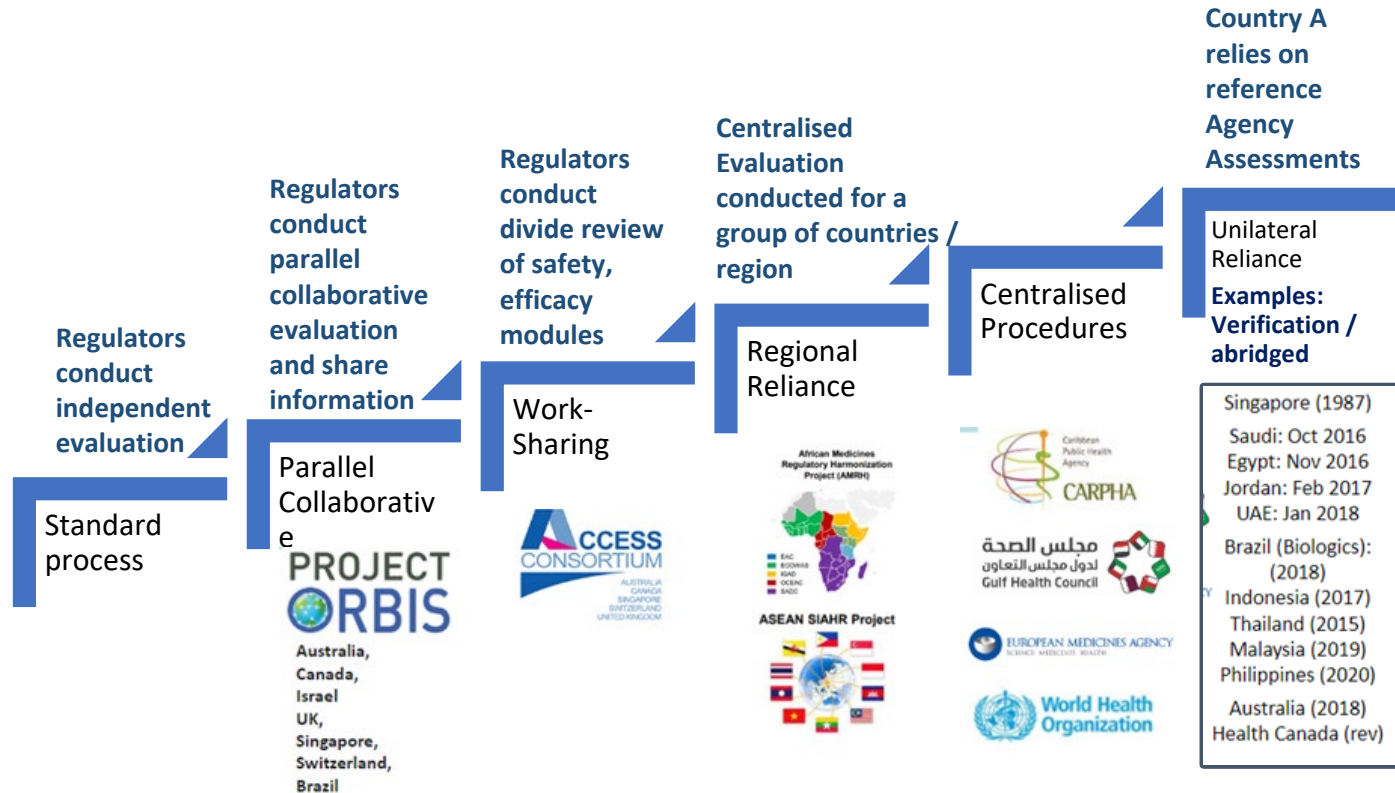 Regulators
conduct
independent
evaluation
Standard
process
Regulators
conduct
parallel
collaborative
evaluation
and share
information
Parallel
Collaborativ
e
PROJECT
ORBIS
Australia,
Canada,
Israel
UK,
Singapore,
Switzerland,
Brazil
Regulators
conduct
divide review
of safety,
efficacy
modules
Work-
Sharing
ACCESS
CONSORTIUM
AUSTRALIA
CANADA
SINGAPORE
SWITZERLAND
UNITED KINGDOM
Centralised
Evaluation
conducted for a
group of countries /
region
Regional
Reliance
African Medicines
Regulatory Harmonization
Project (AMRH)
EAC
ECOWAS
IGAD
OCEAC
SADC
ASEAN SIAHR Project
Centralised
Procedures
Caribbean
Public Health
Agency
CARPHA
مجلس الصحة
لدول مجلس التعاون
Gulf Health Council
EUROPEAN MEDICINES AGENCY
SCIENCE MEDICINES HEALTH
World Health
Organization
Country A
relies on
reference
Agency
Assessments
Unilateral
Reliance
Examples:
Verification /
abridged
Singapore (1987)
Saudi: Oct 2016
Egypt: Nov 2016
Jordan: Feb 2017
UAE: Jan 2018
Brazil (Biologics):
(2018)
Indonesia (2017)
Thailand (2015)
Malaysia (2019)
Philippines (2020)
Australia (2018)
Health Canada (rev)